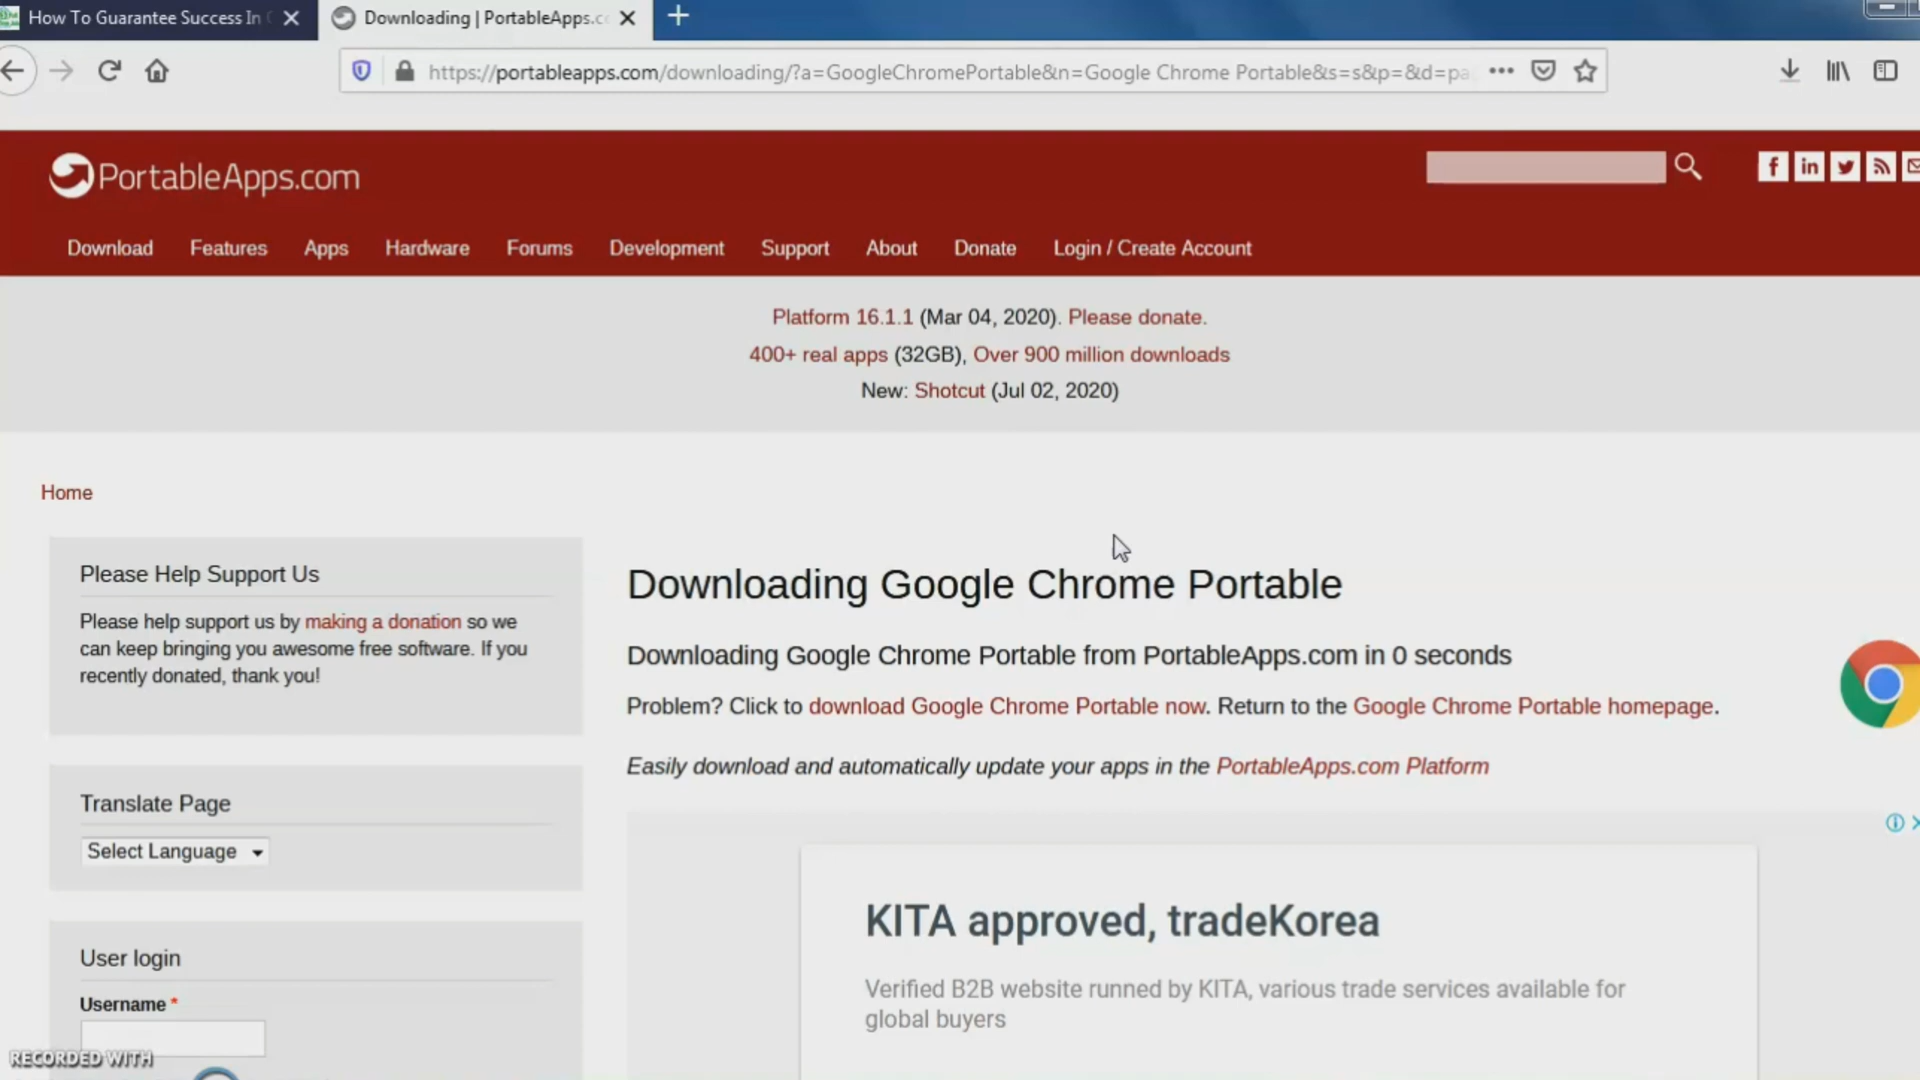 How To Guarantee Success In
Downloading | PortableApps.c
https://portableapps.com/downloading/?a=GoogleChromePortable&n=Google Chrome Portable&s=s&p=&d=pa
PortableApps.com
Download Features Apps Hardware Forums Development Support About Donate Login / Create Account
Platform 16.1.1 (Mar 04, 2020). Please donate.
400+ real apps (32GB), Over 900 million downloads
New: Shotcut (Jul 02, 2020)
Home
Please Help Support Us
Please help support us by making a donation so we
can keep bringing you awesome free software. If you
recently donated, thank you!
Translate Page
Select Language
User login
Username *
Downloading Google Chrome Portable
Downloading Google Chrome Portable from PortableApps.com in 0 seconds
Problem? Click to download Google Chrome Portable now. Return to the Google Chrome Portable homepage.
Easily download and automatically update your apps in the PortableApps.com Platform
KITA approved, tradeKorea
Verified B2B website runned by KITA, various trade services available for
global buyers
RECORDED WITH